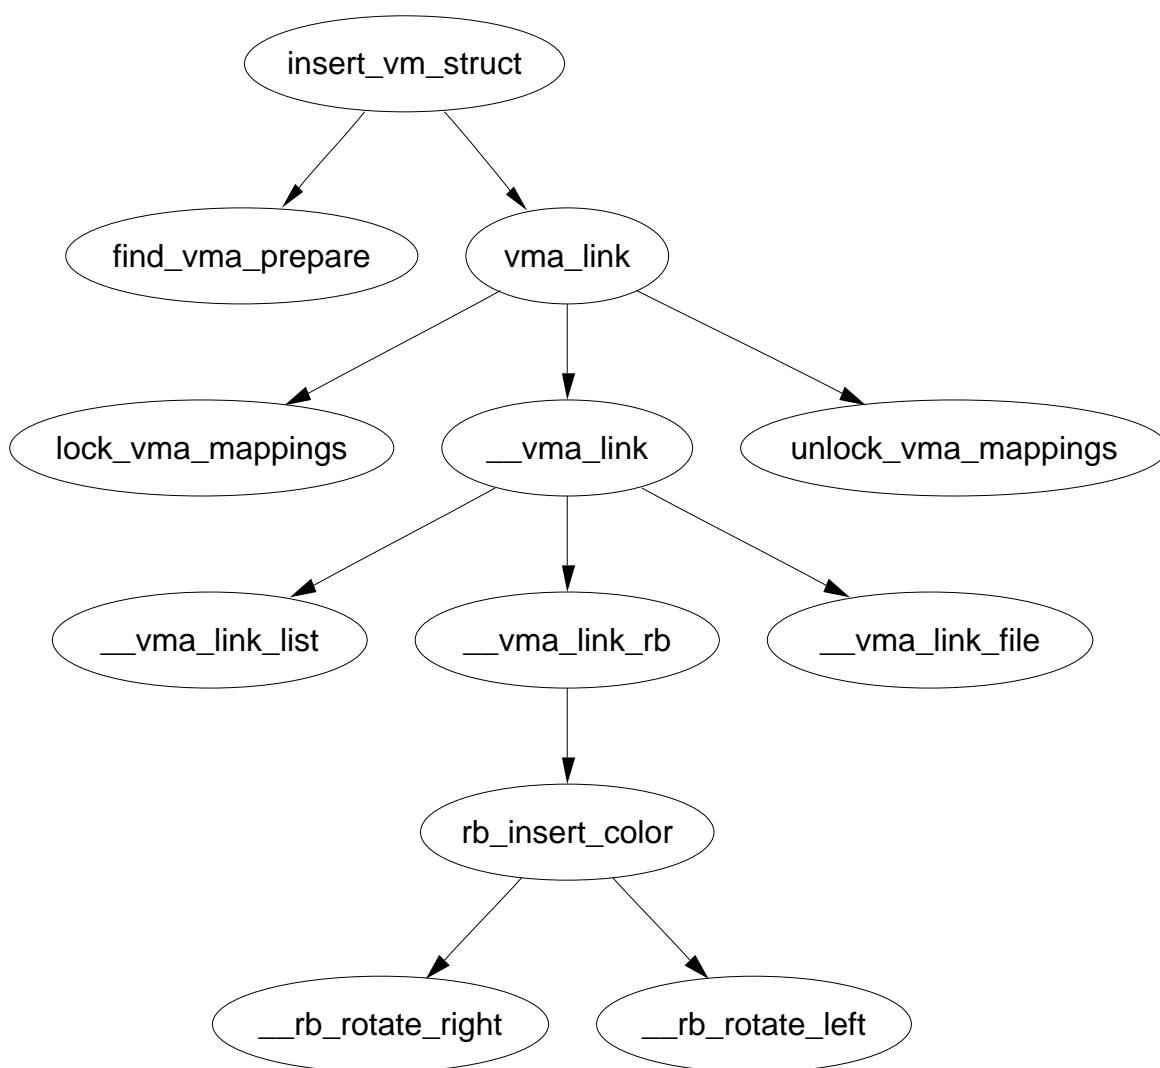 insert_vm_struct
find_vma_prepare
vma_link
lock_vma_mappings
__vma_link
unlock_vma_mappings
__vma_link_list
__vma_link_rb
__vma_link_file
rb_insert_color
__rb_rotate_right
__rb_rotate_left